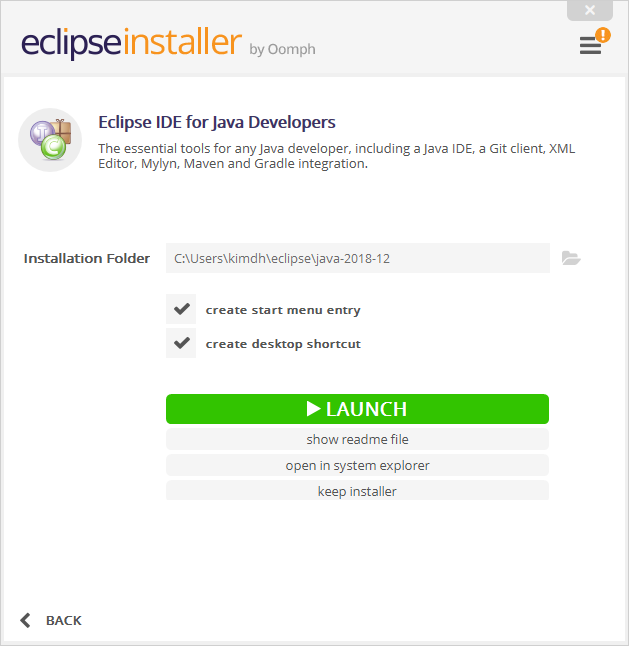 eclipseinstaller by Oomph
!
Eclipse IDE for Java Developers
The essential tools for any Java developer, including a Java IDE, a Git client, XML
Editor, Mylyn, Maven and Gradle integration.
J
C
Installation Folder C:\Users\kimdh\eclipse\java-2018-12
create start menu entry
create desktop shortcut
LAUNCH
show readme file
open in system explorer
keep installer
BACK